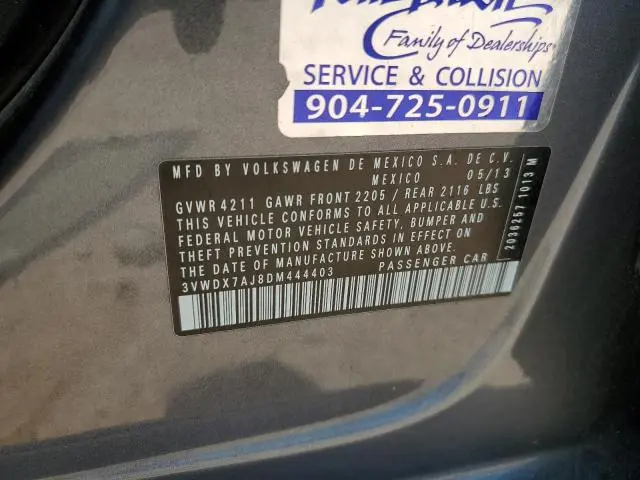 Family of Dealerships
SERVICE & COLLISION
904-725-0911
MFD BY VOLKSWAGEN DE MEXICO S.A. DE C.V.
MEXICO 05/13
GVWR 4211 GAWR FRONT 2205 / REAR 2116 LBS
THIS VEHICLE CONFORMS TO ALL APPLICABLE U.S.
FEDERAL MOTOR VEHICLE SAFETY, BUMPER AND
THEFT PREVENTION STANDARDS IN EFFECT ON
THE DATE OF MANUFACTURE SHOWN ABOVE.
3VWDX7AJ8DM444403 PASSENGER CAR
2036257 1013 M